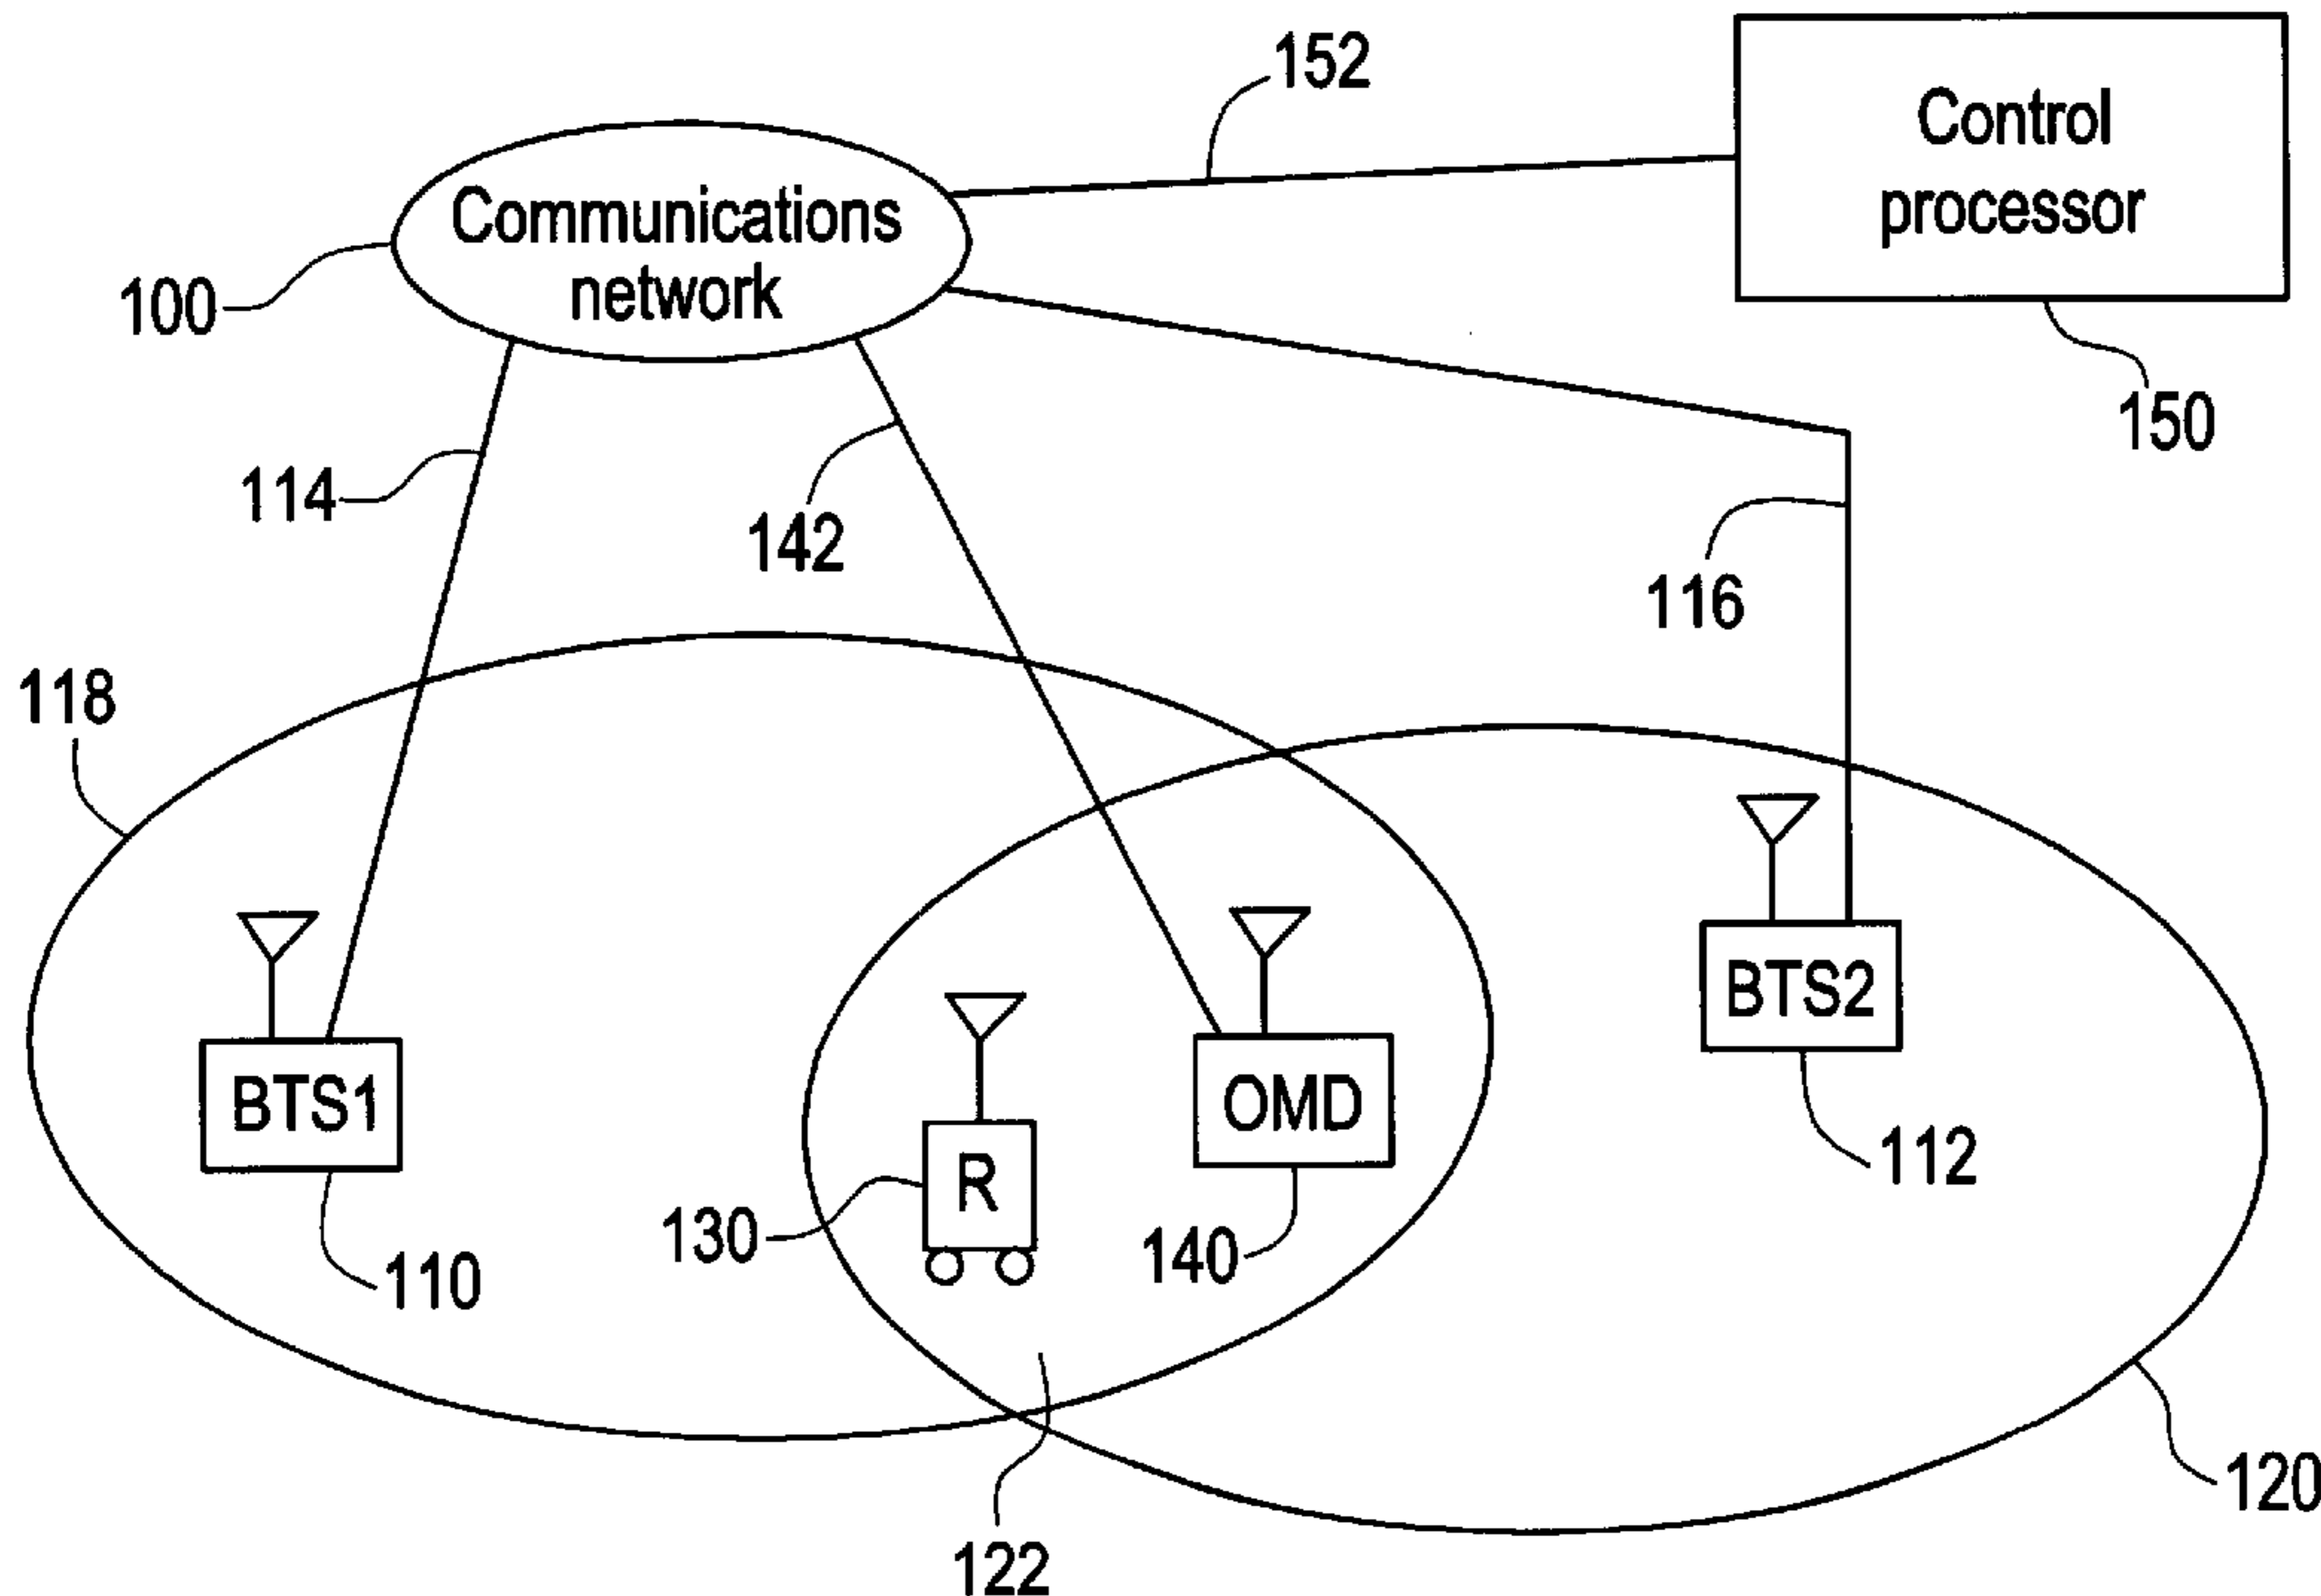 152
Control
processor
Communications
network
100
150
114
142
116
118
BTS1
R
OMD
BTS2
130
140
112
110
120
122